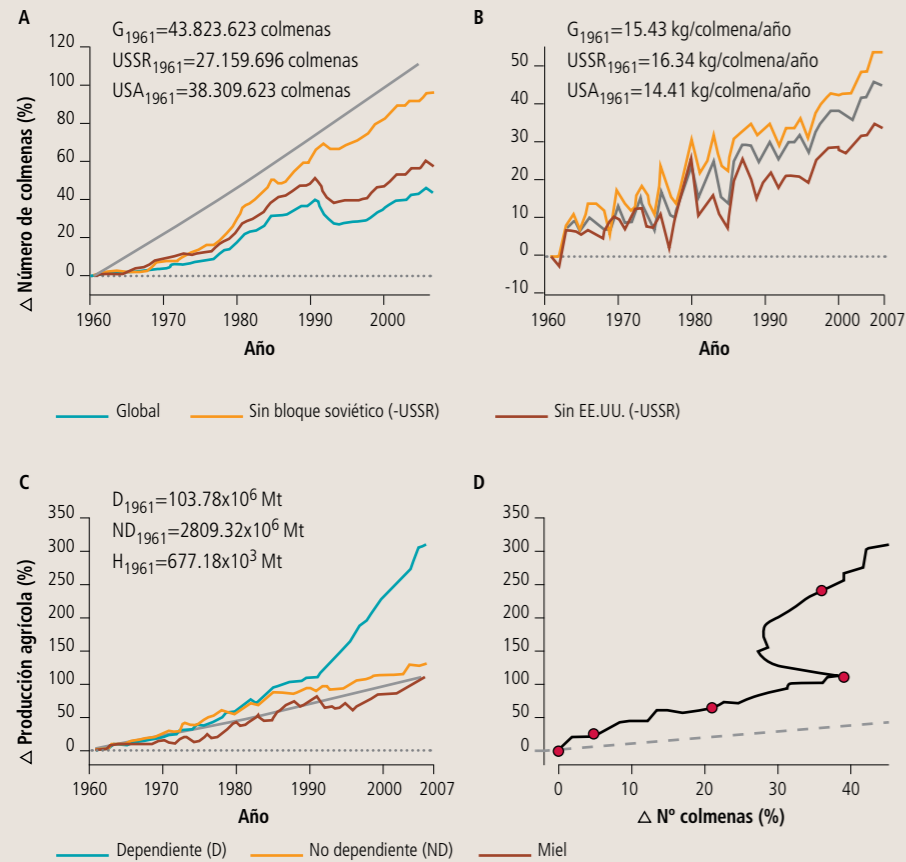 A
G1961=43.823.623 colmenas
USSR1961=27.159.696 colmenas
USA1961=38.309.623 colmenas
△ Número de colmenas (%)
120
100
80
60
40
20
0
1960 1970 1980 1990 2000
Año
B
G1961=15.43 kg/colmena/año
USSR1961=16.34 kg/colmena/año
USA1961=14.41 kg/colmena/año
50
40
30
20
10
0
-10
1960 1970 1980 1990 2000 2007
Año
Global
Sin bloque soviético (-USSR)
Sin EE.UU. (-USSR)
C
D1961=103.78x10⁶ Mt
ND1961=2809.32x10⁶ Mt
H1961=677.18x10³ Mt
△ Producción agrícola (%)
350
300
250
200
150
100
50
0
1960 1970 1980 1990 2000 2007
Año
D
350
300
250
200
150
100
50
0
0 10 20 30 40
△ Nº colmenas (%)
Dependiente (D)
No dependiente (ND)
Miel